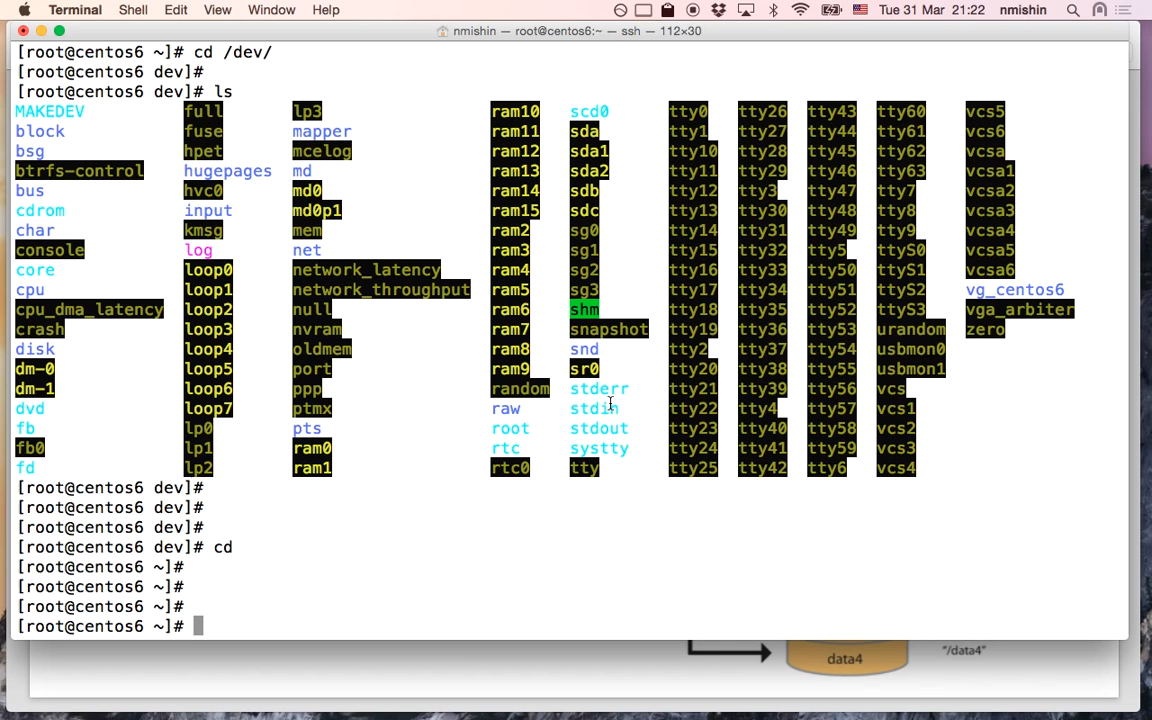 Terminal Shell Edit View Window Help Tue 31 Mar 21:22 nmishin
nmishin — root@centos6:~ — ssh — 112×30
[root@centos6 ~]# cd /dev/
[root@centos6 dev]#
[root@centos6 dev]# ls
MAKEDEV full lp3 ram10 scd0 tty0 tty26 tty43 tty60 vcs5
block fuse mapper ram11 sda tty1 tty27 tty44 tty61 vcs6
bsg hpet mcelog ram12 sda1 tty10 tty28 tty45 tty62 vcsa
btrfs-control hugepages md ram13 sda2 tty11 tty29 tty46 tty63 vcsa1
bus hvc0 md0 ram14 sdb tty12 tty3 tty47 tty7 vcsa2
cdrom input md0p1 ram15 sdc tty13 tty30 tty48 tty8 vcsa3
char kmsg mem ram2 sg0 tty14 tty31 tty49 tty9 vcsa4
console log net ram3 sg1 tty15 tty32 tty5 ttyS0 vcsa5
core loop0 network_latency ram4 sg2 tty16 tty33 tty50 ttyS1 vcsa6
cpu loop1 network_throughput ram5 sg3 tty17 tty34 tty51 ttyS2 vg_centos6
cpu_dma_latency loop2 null ram6 shm tty18 tty35 tty52 ttyS3 vga_arbiter
crash loop3 nvram ram7 snapshot tty19 tty36 tty53 urandom zero
disk loop4 oldmem ram8 snd tty2 tty37 tty54 usbmon0
dm-0 loop5 port ram9 sr0 tty20 tty38 tty55 usbmon1
dm-1 loop6 ppp random stderr tty21 tty39 tty56 vcs
dvd loop7 ptmx raw stdin tty22 tty4 tty57 vcs1
fb lp0 pts root stdout tty23 tty40 tty58 vcs2
fb0 lp1 ram0 rtc systty tty24 tty41 tty59 vcs3
fd lp2 ram1 rtc0 tty tty25 tty42 tty6 vcs4
[root@centos6 dev]#
[root@centos6 dev]#
[root@centos6 dev]#
[root@centos6 dev]# cd
[root@centos6 ~]#
[root@centos6 ~]#
[root@centos6 ~]#
[root@centos6 ~]#
data4 "/data4"